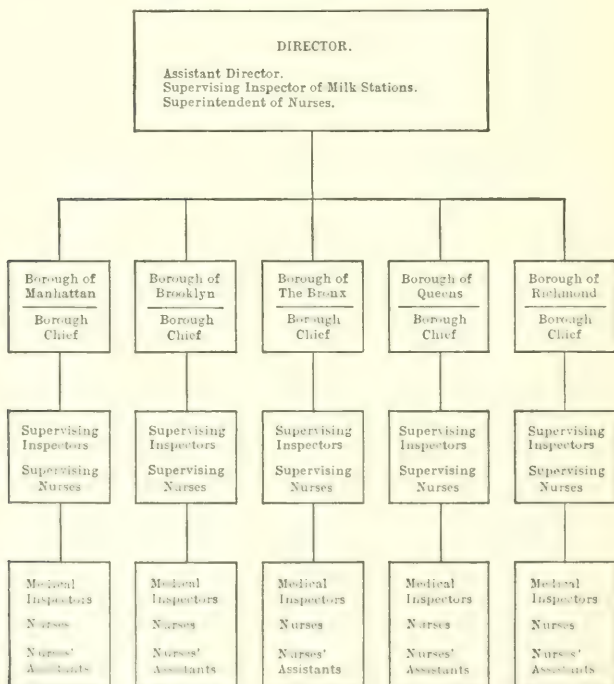 DIRECTOR.
Assistant Director.
Supervising Inspector of Milk Stations.
Superintendent of Nurses.
Borough of
Manhattan
Borough
Chief
Borough of
Brooklyn
Borough
Chief
Borough of
The Bronx
Borough
Chief
Borough of
Queens
Borough
Chief
Borough of
Richmond
Borough
Chief
Supervising
Inspectors
Supervising
Nurses
Supervising
Inspectors
Supervising
Nurses
Supervising
Inspectors
Supervising
Nurses
Supervising
Inspectors
Supervising
Nurses
Supervising
Inspectors
Supervising
Nurses
Medical
Inspectors
Nurses
Nurses'
Assistants
Medical
Inspectors
Nurses
Nurses'
Assistants
Medical
Inspectors
Nurses
Nurses'
Assistants
Medical
Inspectors
Nurses
Nurses'
Assistants
Medical
Inspectors
Nurses
Nurses'
Assistants